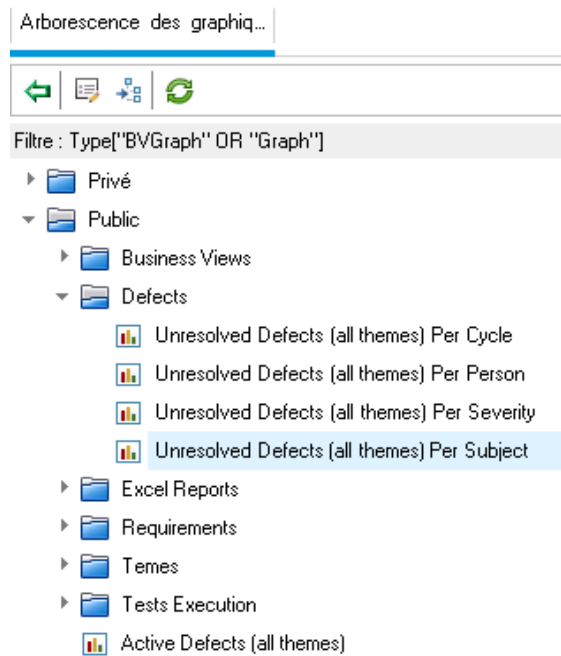 Arborescence des graphiq...
Filtre : Type["BVGraph" OR "Graph"]
Privé
Public
Business Views
Defects
Unresolved Defects (all themes) Per Cycle
Unresolved Defects (all themes) Per Person
Unresolved Defects (all themes) Per Severity
Unresolved Defects (all themes) Per Subject
Excel Reports
Requirements
Temes
Tests Execution
Active Defects (all themes)